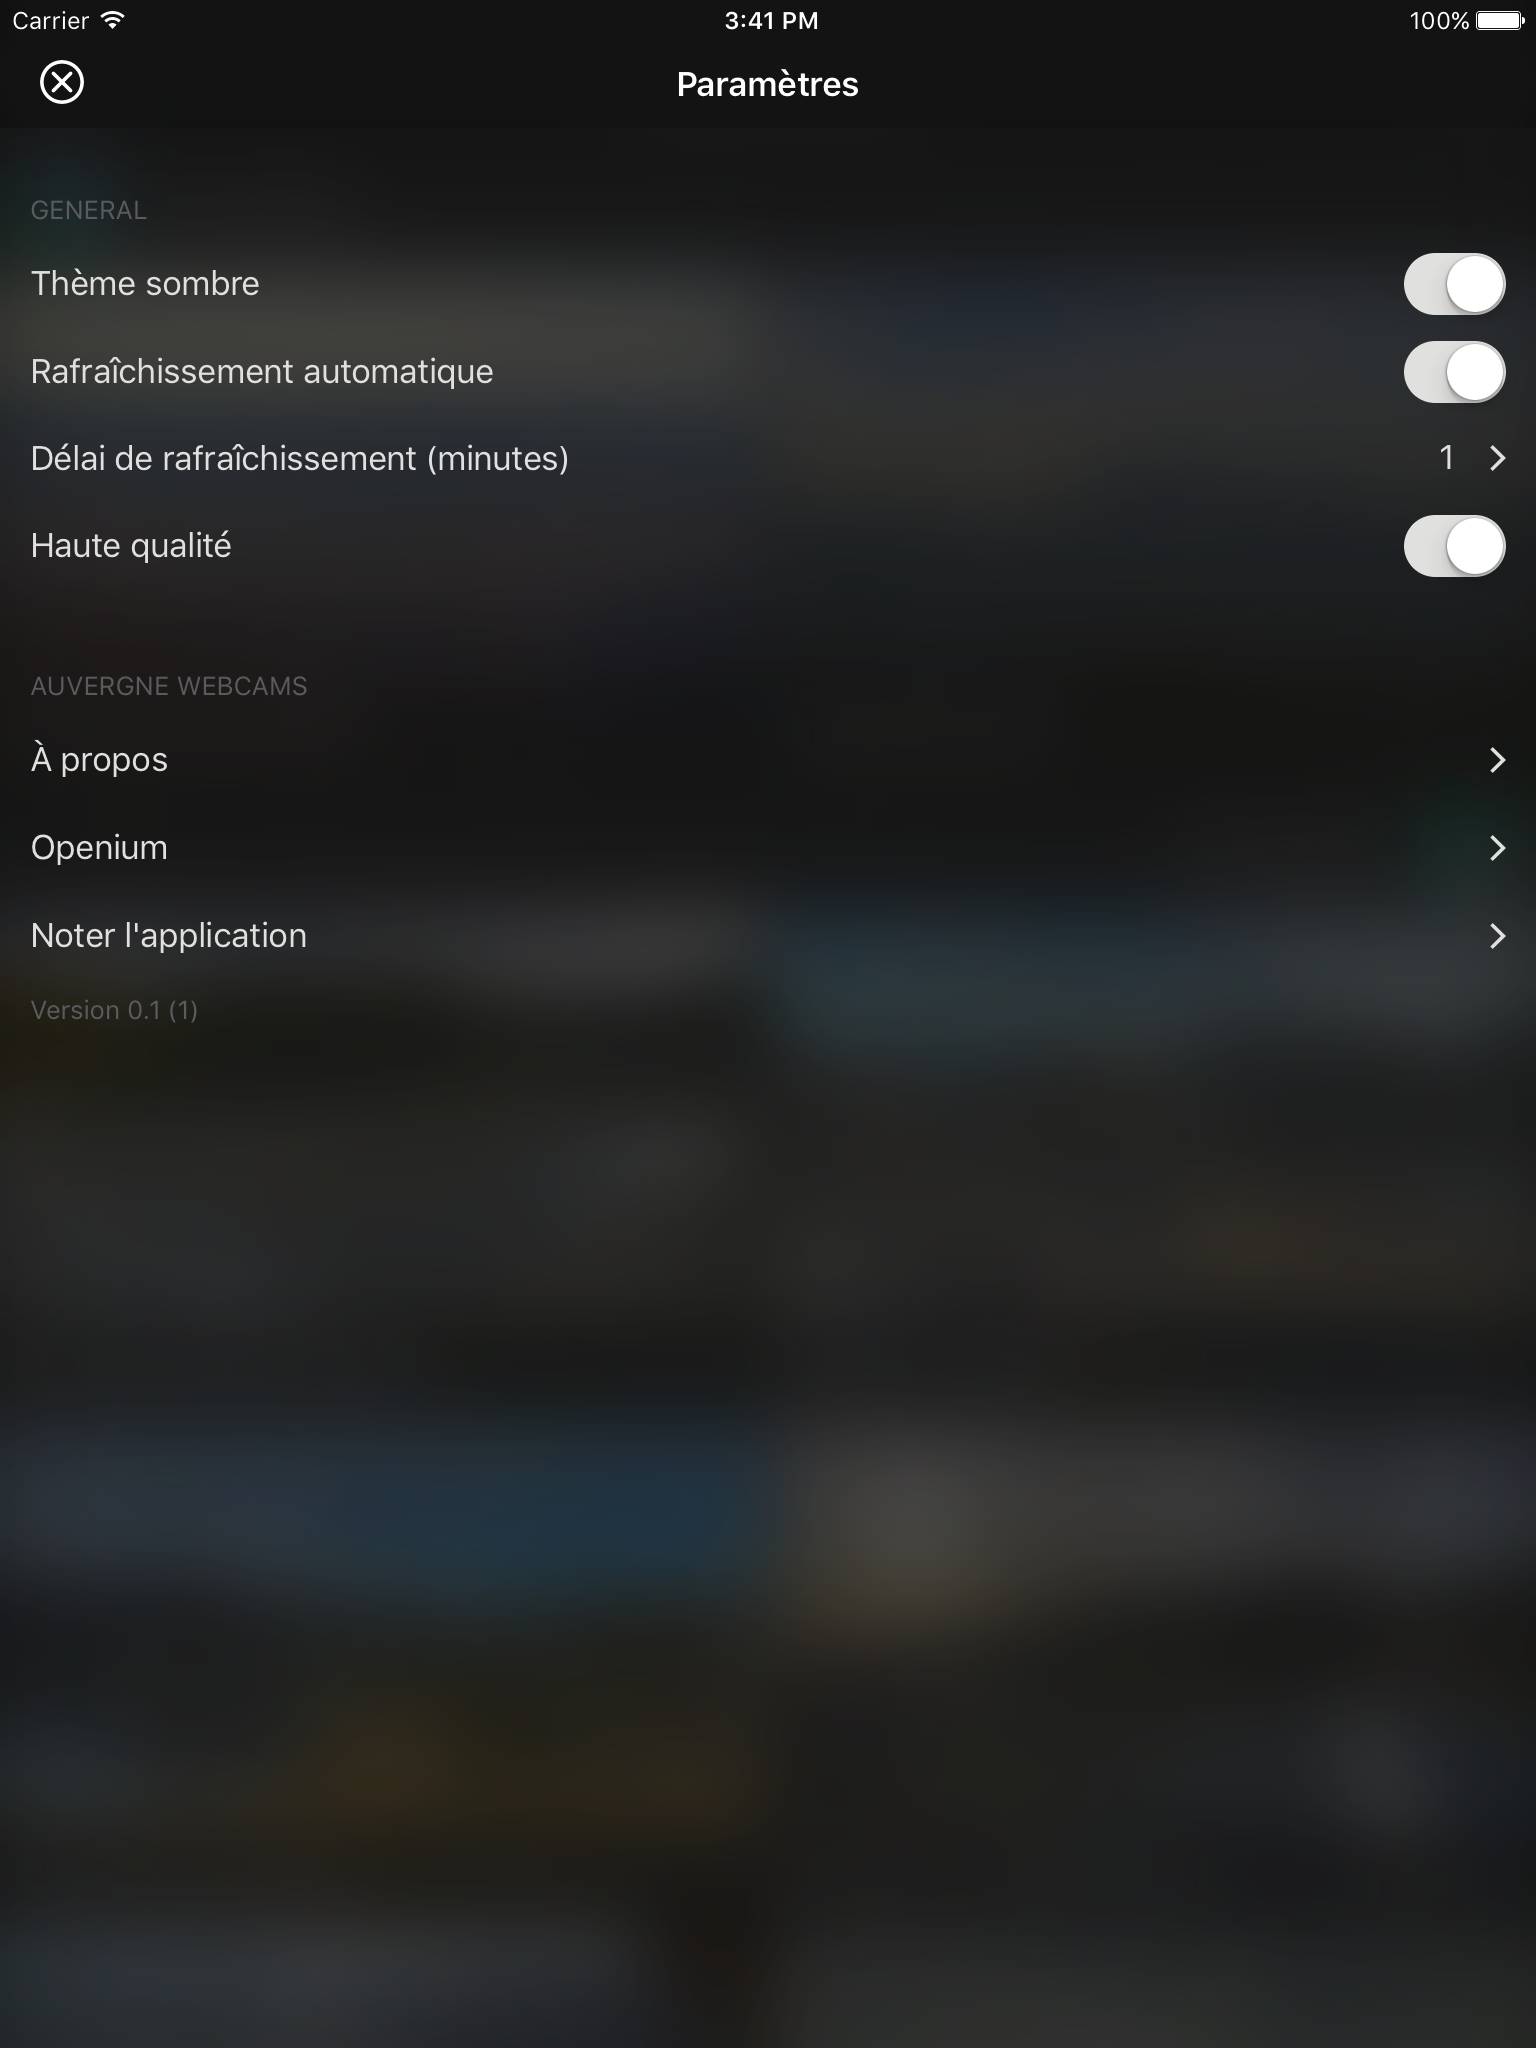 Carrier 3:41 PM 100%
Paramètres
GENERAL
Thème sombre
Rafraîchissement automatique
Délai de rafraîchissement (minutes) 1
Haute qualité
AUVERGNE WEBCAMS
À propos
Openium
Noter l'application
Version 0.1 (1)